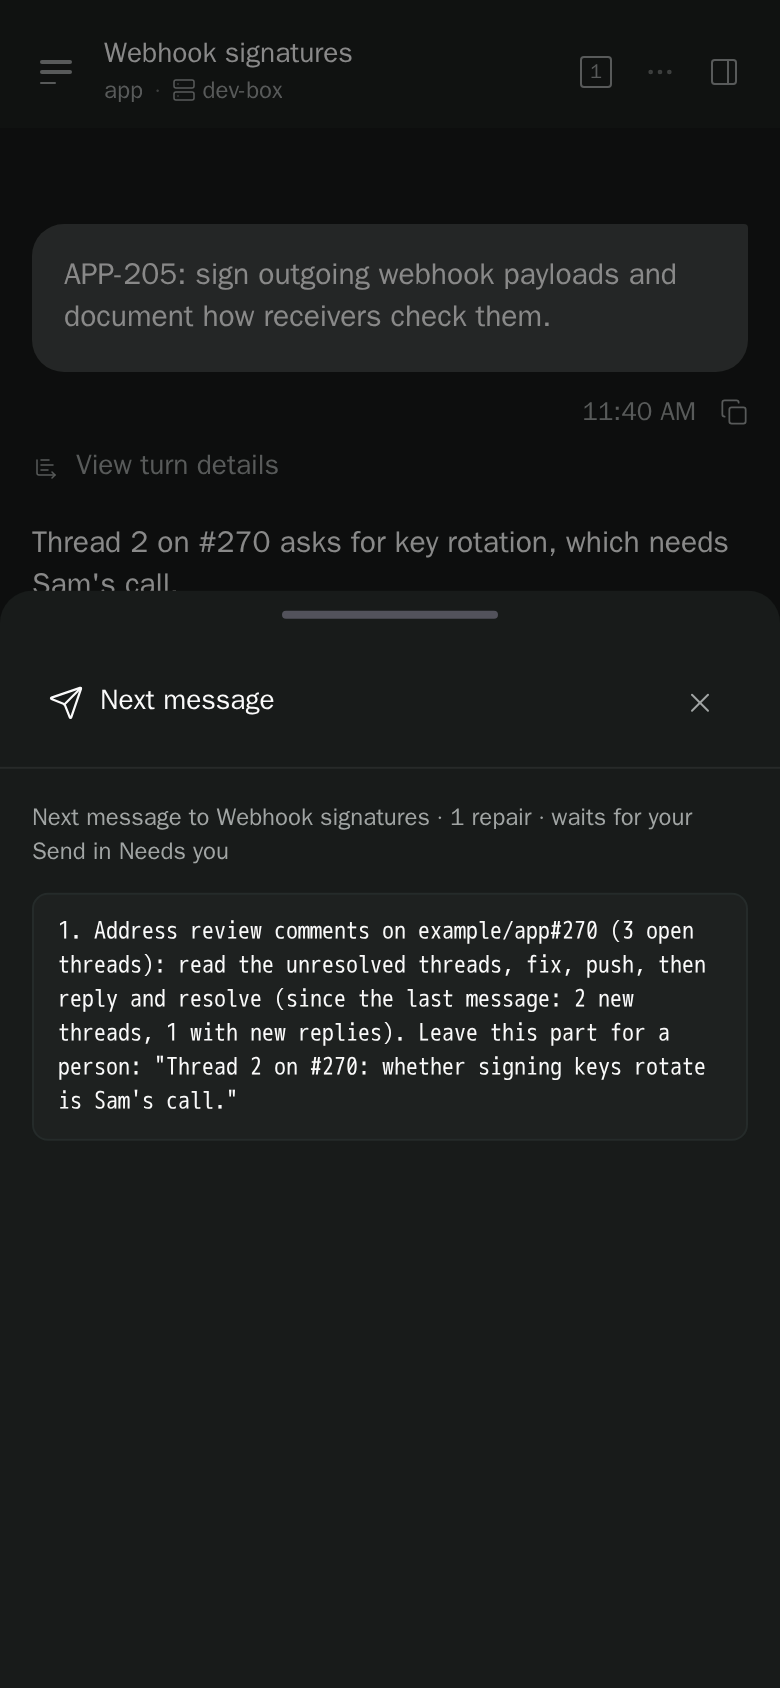 Webhook signatures
app · dev-box
1
APP-205: sign outgoing webhook payloads and
document how receivers check them.
11:40 AM
View turn details
Thread 2 on #270 asks for key rotation, which needs
Sam's call.
Next message
Next message to Webhook signatures · 1 repair · waits for your
Send in Needs you
1. Address review comments on example/app#270 (3 open
threads): read the unresolved threads, fix, push, then
reply and resolve (since the last message: 2 new
threads, 1 with new replies). Leave this part for a
person: "Thread 2 on #270: whether signing keys rotate
is Sam's call."